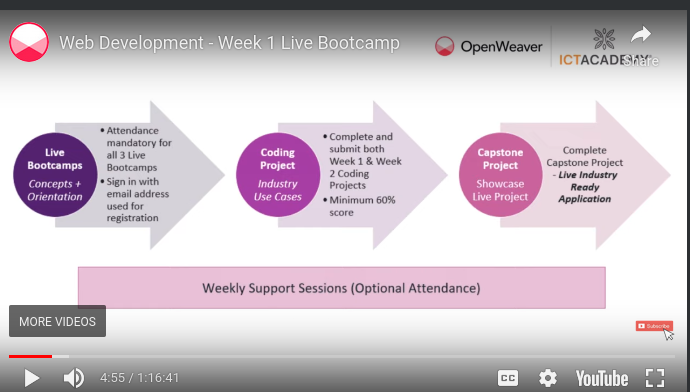 Web Development - Week 1 Live Bootcamp
OpenWeaver
ICTACADEMY
Share
Live
Bootcamps
Concepts +
Orientation
• Attendance
mandatory for
all 3 Live
Bootcamps
• Sign in with
email address
used for
registration
Coding
Project
Industry
Use Cases
• Complete and
submit both
Week 1 & Week
2 Coding
Projects
• Minimum 60%
score
Capstone
Project
Showcase
Live Project
Complete
Capstone Project
- Live Industry
Ready
Application
Weekly Support Sessions (Optional Attendance)
MORE VIDEOS
Subscribe
4:55 / 1:16:41
CC
YouTube